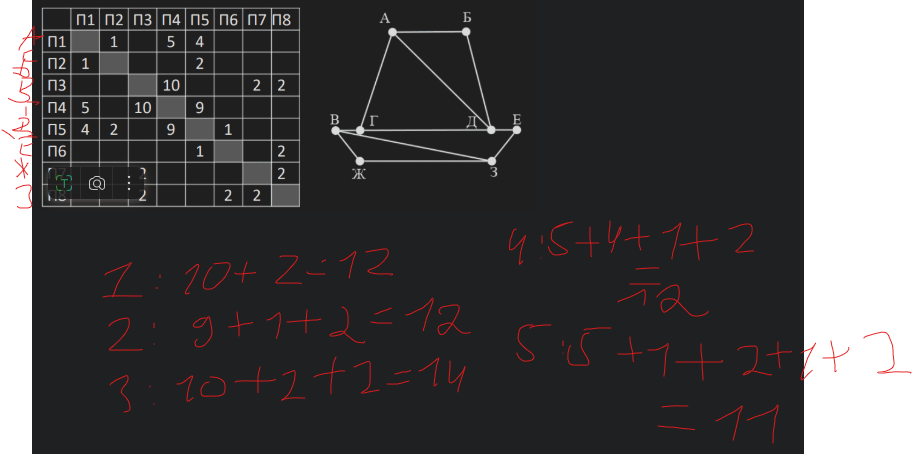 П1 П2 П3 П4 П5 П6 П7 П8
П1 1 5 4
П2 1 2
П3 10 2 2
П4 5 10 9
П5 4 2 9 1
П6 1 2
2 2
2 2 2
А Б
В Г Д Е
Ж З
1: 10+2=12
2: 9+1+2=12
3: 10+2+2=14
4:5+4+1+2
=12
5:5+1+2+1+2
=11